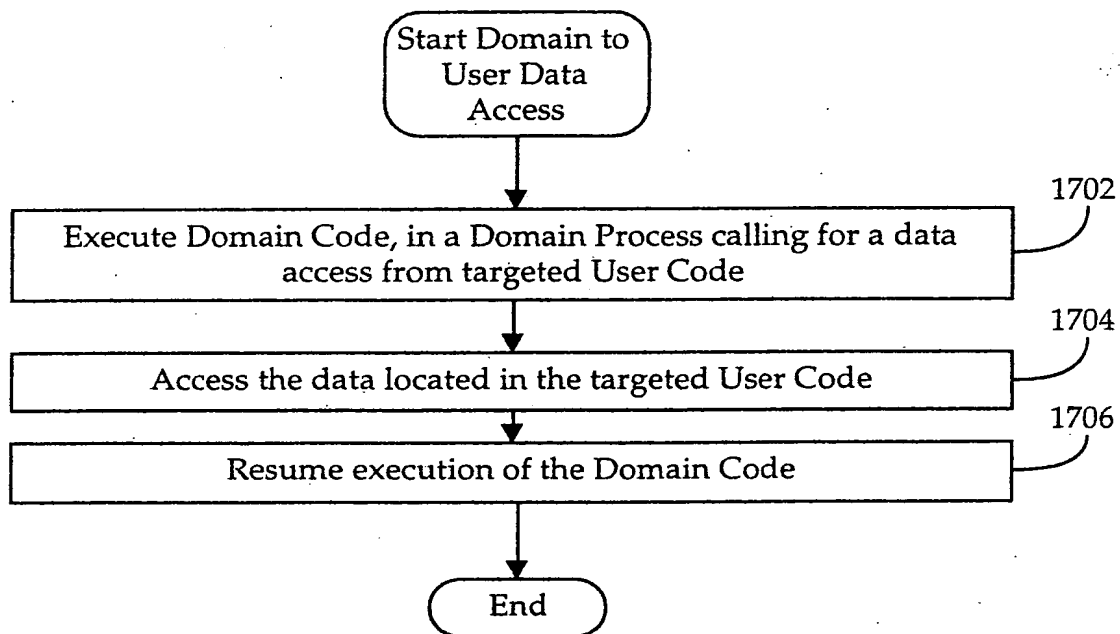 Start Domain to
User Data
Access
1702
Execute Domain Code, in a Domain Process calling for a data
access from targeted User Code
1704
Access the data located in the targeted User Code
1706
Resume execution of the Domain Code
End